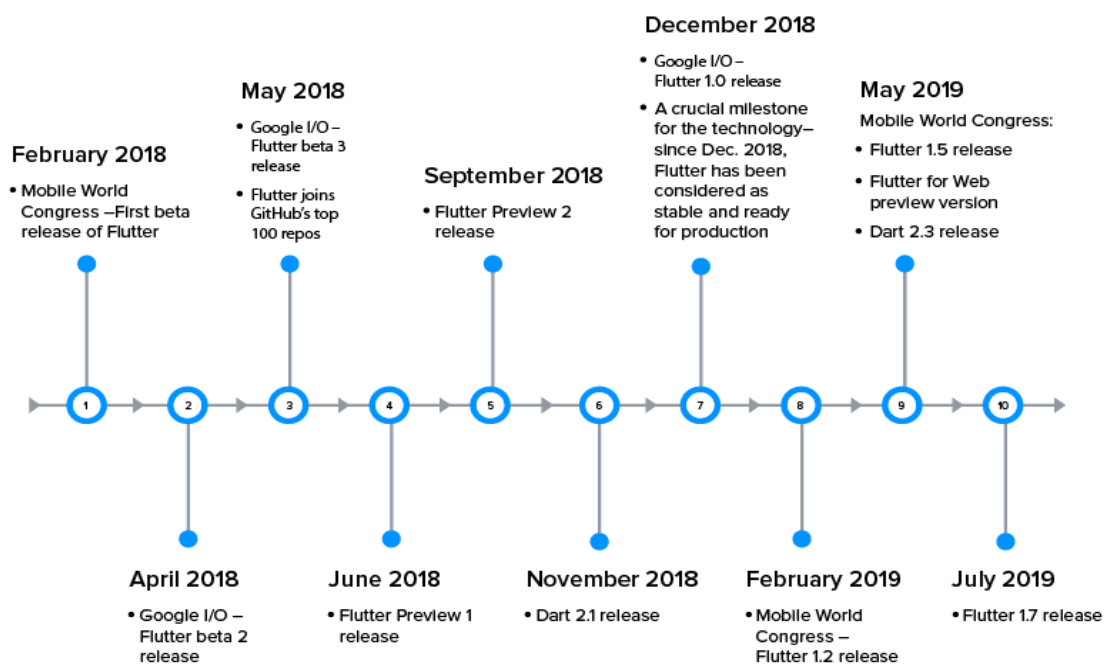 February 2018
• Mobile World
Congress –First beta
release of Flutter
May 2018
• Google I/O –
Flutter beta 3
release
• Flutter joins
GitHub's top
100 repos
September 2018
• Flutter Preview 2
release
December 2018
• Google I/O –
Flutter 1.0 release
• A crucial milestone
for the technology–
since Dec. 2018,
Flutter has been
considered as
stable and ready
for production
May 2019
Mobile World Congress:
• Flutter 1.5 release
• Flutter for Web
preview version
• Dart 2.3 release
1
2
3
4
5
6
7
8
9
10
April 2018
• Google I/O –
Flutter beta 2
release
June 2018
• Flutter Preview 1
release
November 2018
• Dart 2.1 release
February 2019
• Mobile World
Congress –
Flutter 1.2 release
July 2019
• Flutter 1.7 release